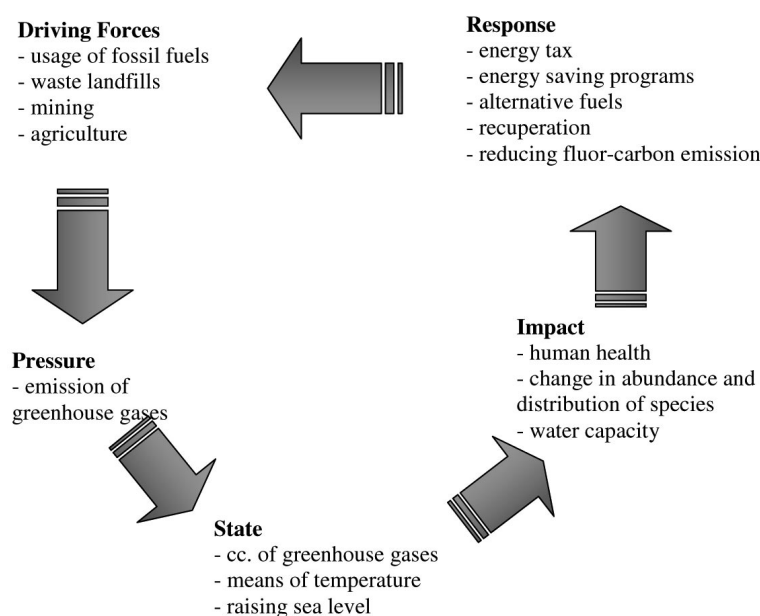 Driving Forces
- usage of fossil fuels
- waste landfills
- mining
- agriculture
Response
- energy tax
- energy saving programs
- alternative fuels
- recuperation
- reducing fluor-carbon emission
Pressure
- emission of
greenhouse gases
State
- cc. of greenhouse gases
- means of temperature
- raising sea level
Impact
- human health
- change in abundance and
distribution of species
- water capacity